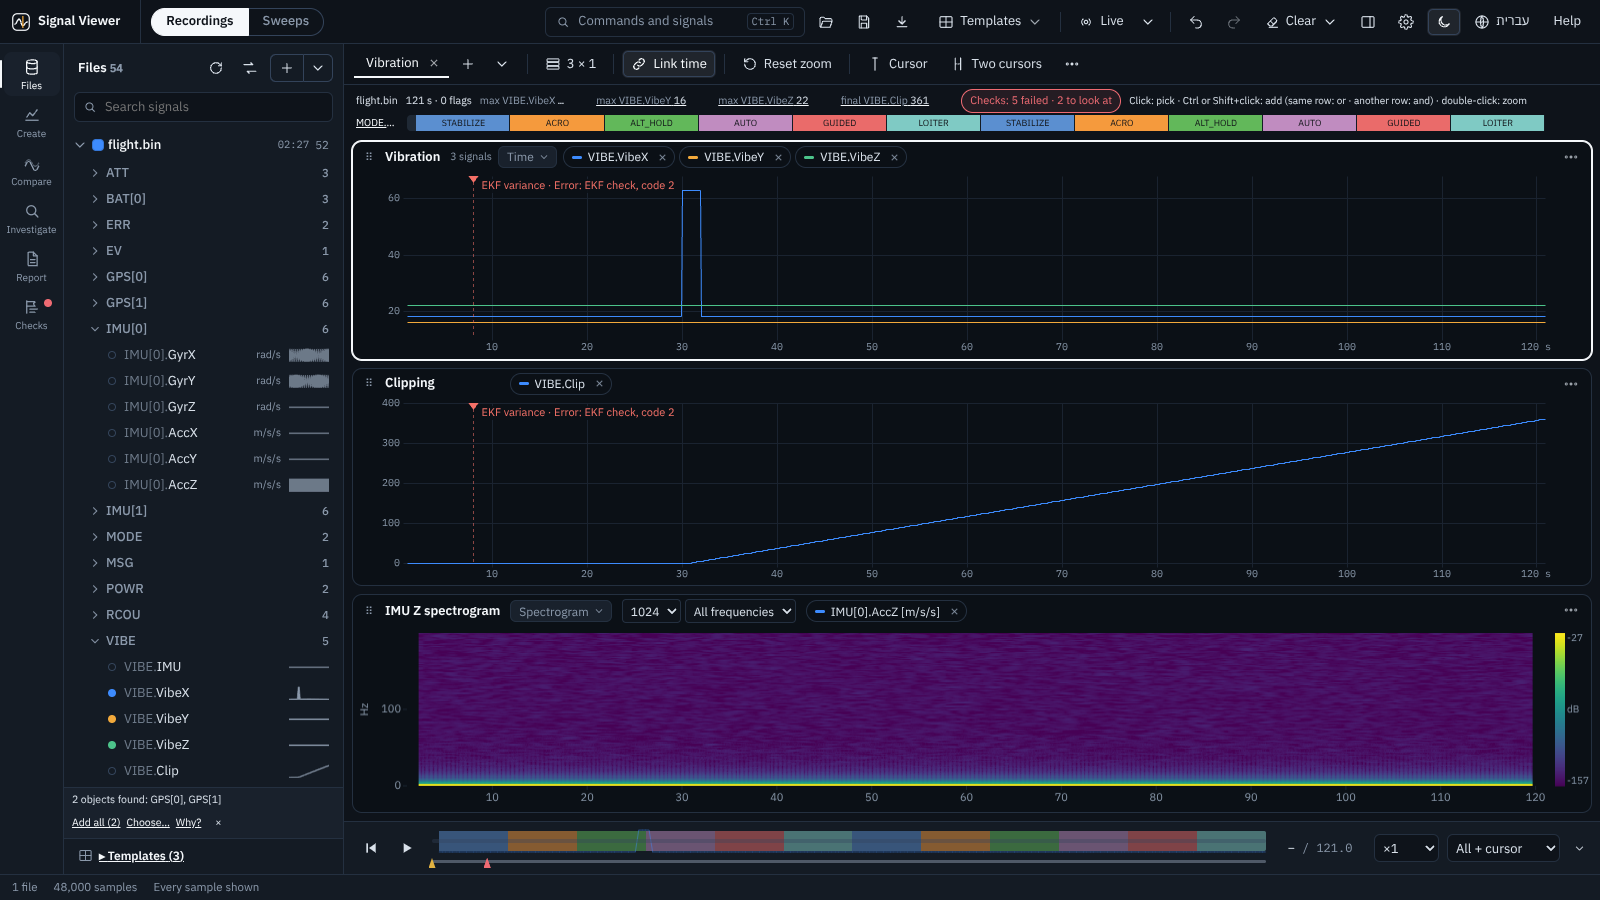 Signal Viewer
Recordings
Sweeps
Commands and signals
Ctrl K
Templates
Live
Clear
עברית
Help
Files
Create
Compare
Investigate
Report
Checks
Files 54
Search signals
flight.bin 02:27 52
ATT 3
BAT[0] 3
ERR 2
EV 1
GPS[0] 6
GPS[1] 6
IMU[0] 6
IMU[0].GyrX rad/s
IMU[0].GyrY rad/s
IMU[0].GyrZ rad/s
IMU[0].AccX m/s/s
IMU[0].AccY m/s/s
IMU[0].AccZ m/s/s
IMU[1] 6
MODE 2
MSG 1
POWR 2
RCOU 4
VIBE 5
VIBE.IMU
VIBE.VibeX
VIBE.VibeY
VIBE.VibeZ
VIBE.Clip
2 objects found: GPS[0], GPS[1]
Add all (2) Choose... Why? ×
▸ Templates (3)
Vibration ×
3 × 1
Link time
Reset zoom
Cursor
Two cursors
flight.bin 121 s · 0 flags max VIBE.VibeX … max VIBE.VibeY 16 max VIBE.VibeZ 22 final VIBE.Clip 361 Checks: 5 failed · 2 to look at Click: pick · Ctrl or Shift+click: add (same row: or · another row: and) · double-click: zoom
MODE.… STABILIZE ACRO ALT_HOLD AUTO GUIDED LOITER STABILIZE ACRO ALT_HOLD AUTO GUIDED LOITER
Vibration 3 signals Time VIBE.VibeX × VIBE.VibeY × VIBE.VibeZ ×
EKF variance · Error: EKF check, code 2
60
40
20
10 20 30 40 50 60 70 80 90 100 110 120 s
Clipping VIBE.Clip ×
EKF variance · Error: EKF check, code 2
400
300
200
100
0
10 20 30 40 50 60 70 80 90 100 110 120 s
IMU Z spectrogram Spectrogram 1024 All frequencies IMU[0].AccZ [m/s/s] ×
Hz
100
0
10 20 30 40 50 60 70 80 90 100 110 120
-27
dB
-157
– / 121.0
×1
All + cursor
1 file 48,000 samples Every sample shown